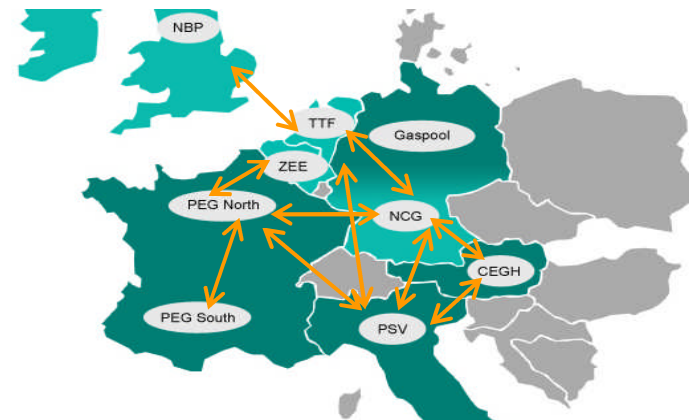 NBP
TTF
Gaspool
ZEE
PEG North
NCG
CEGH
PEG South
PSV